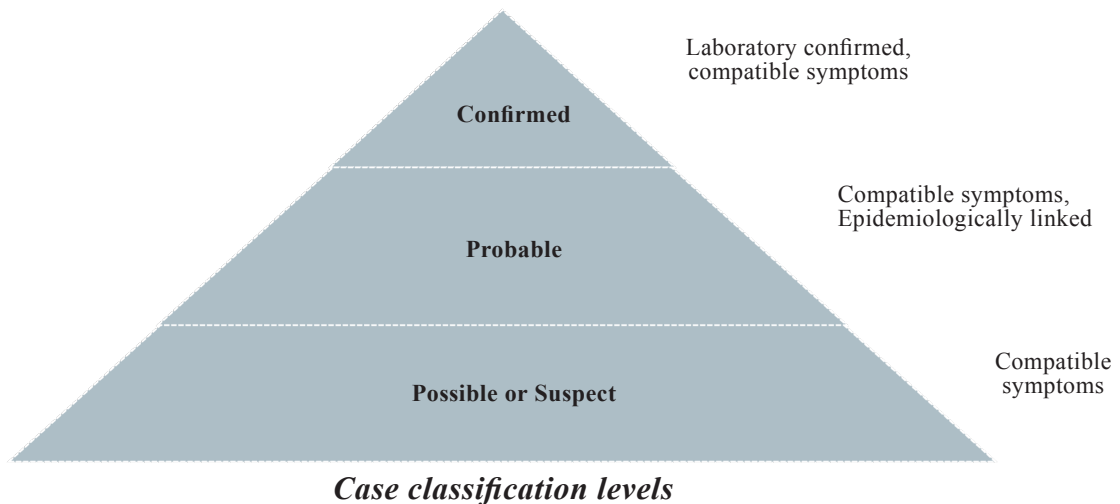 Laboratory confirmed,
compatible symptoms
Confirmed
Compatible symptoms,
Epidemiologically linked
Probable
Compatible
symptoms
Possible or Suspect
Case classification levels